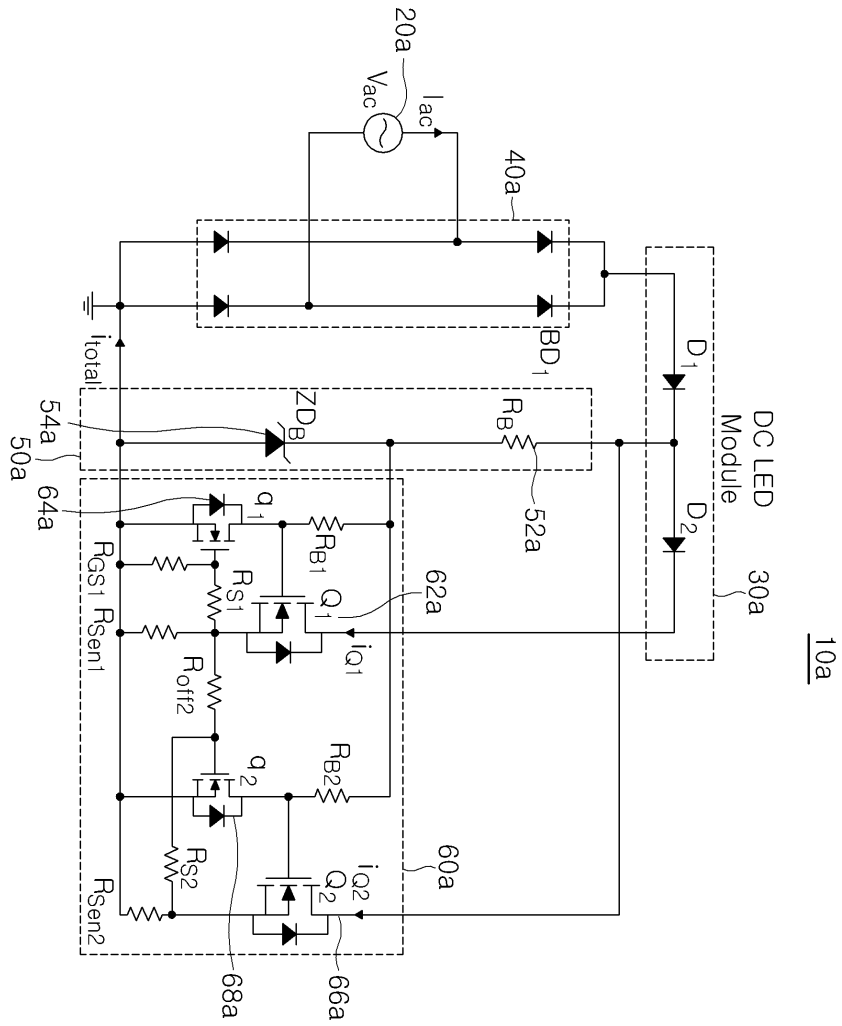 10a
DC LED
Module
30a
D1
D2
20a
Vac
Iac
40a
BD1
itotal
54a
50a
ZDB
RB
52a
64a
q1
RB1
RGS1
RS1
Q1
62a
iQ1
RSen1
Roff2
q2
RB2
RS2
68a
RSen2
Q2
iQ2
66a
60a